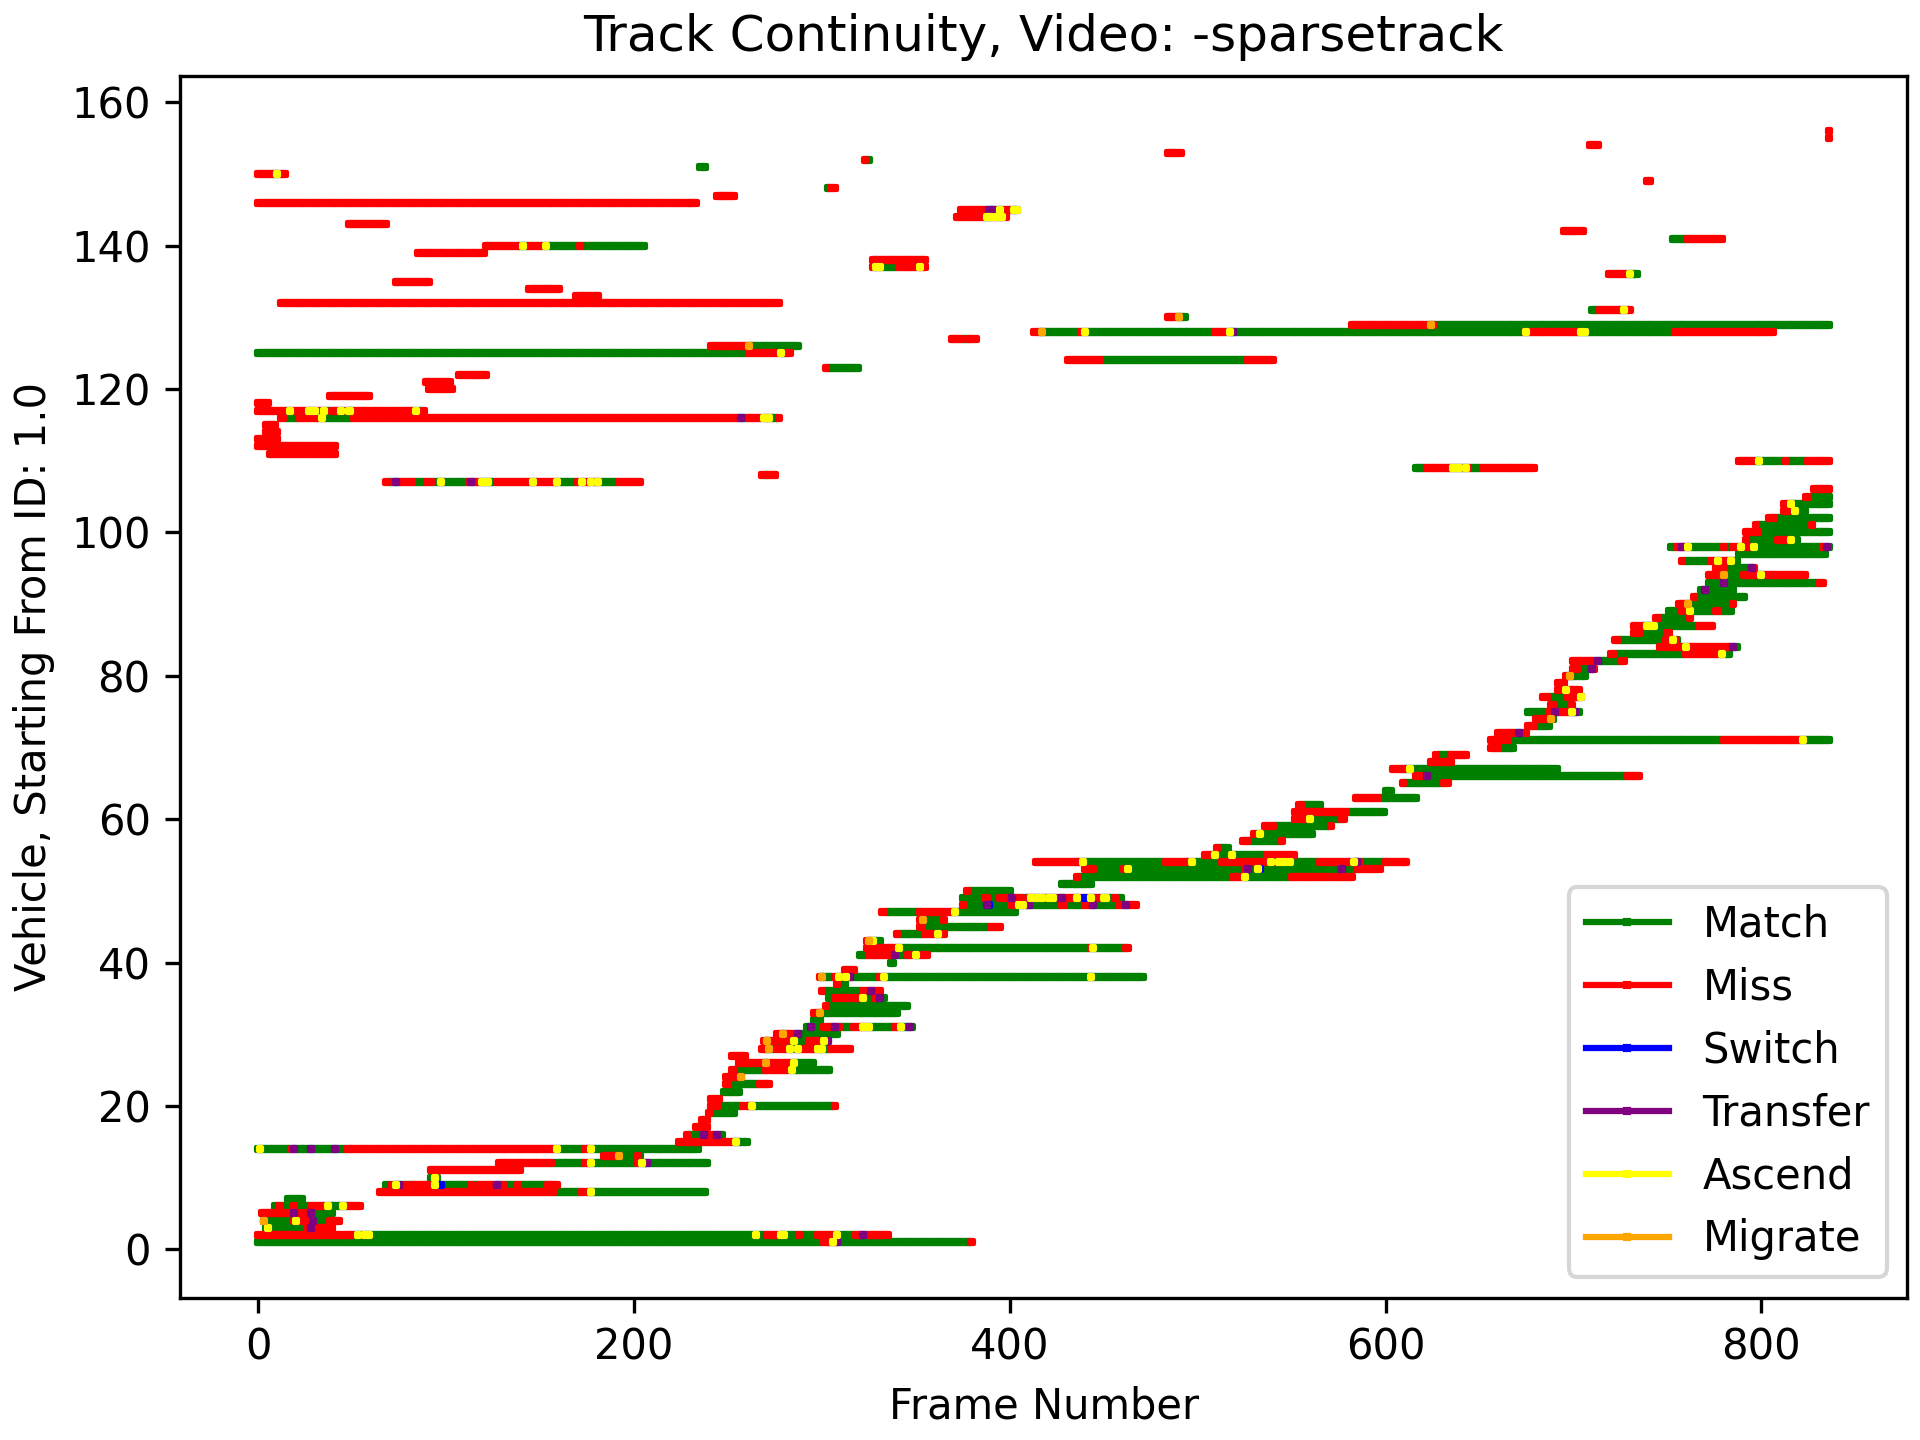 Track Continuity, Video: -sparsetrack
Vehicle, Starting From ID: 1.0
160
140
120
100
80
60
40
20
0
0 200 400 600 800
Frame Number
Match
Miss
Switch
Transfer
Ascend
Migrate